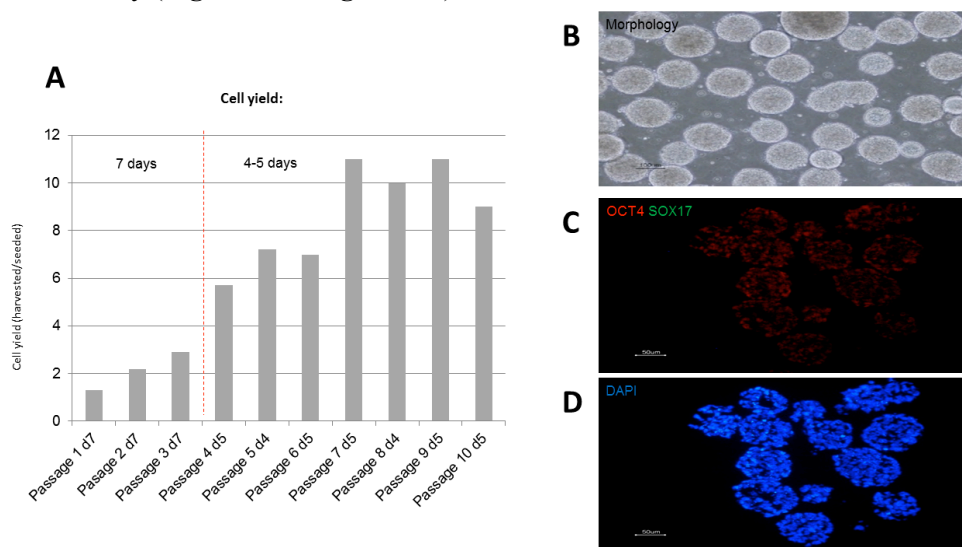 A
Cell yield:
12
10
8
6
4
2
0
7 days
4-5 days
Cell yield (harvested/seeded)
Passage 1 d7
Passage 2 d7
Passage 3 d7
Passage 4 d5
Passage 5 d4
Passage 6 d5
Passage 7 d5
Passage 8 d4
Passage 9 d5
Passage 10 d5
B
Morphology
C
OCT4 SOX17
50um
D
DAPI
50um